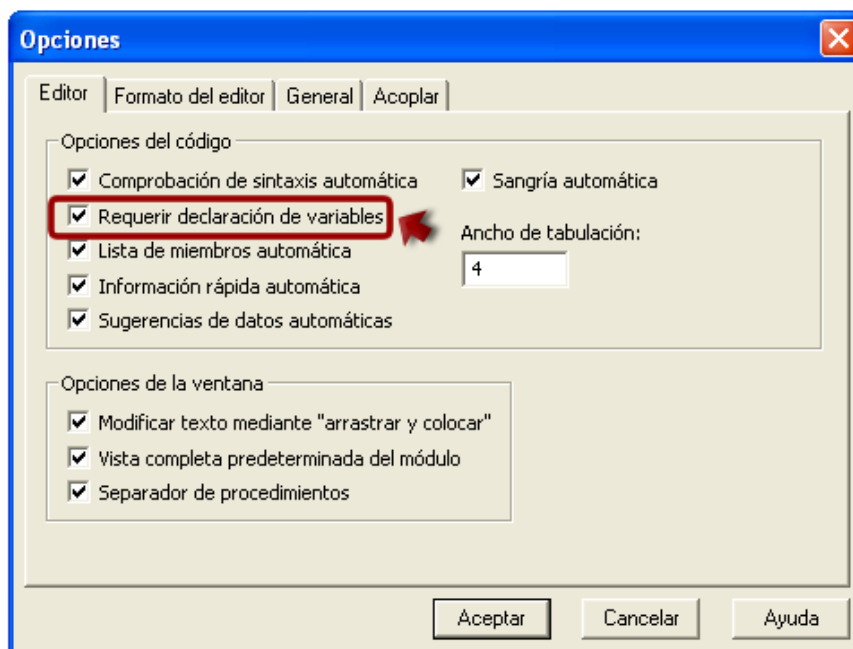 Opciones
Editor Formato del editor General Acoplar
Opciones del código
Comprobación de sintaxis automática Sangría automática
Requerir declaración de variables
Ancho de tabulación:
Lista de miembros automática
4
Información rápida automática
Sugerencias de datos automáticas
Opciones de la ventana
Modificar texto mediante "arrastrar y colocar"
Vista completa predeterminada del módulo
Separador de procedimientos
Aceptar Cancelar Ayuda